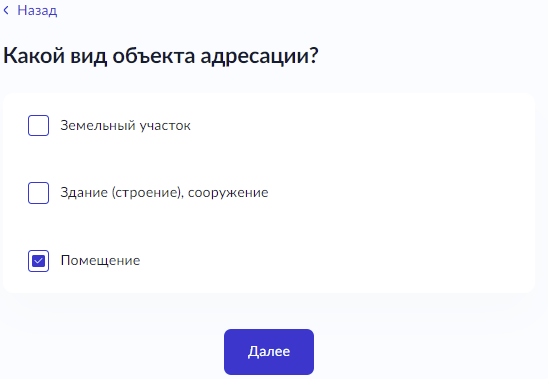 Назад
Какой вид объекта адресации?
Земельный участок
Здание (строение), сооружение
Помещение
Далее